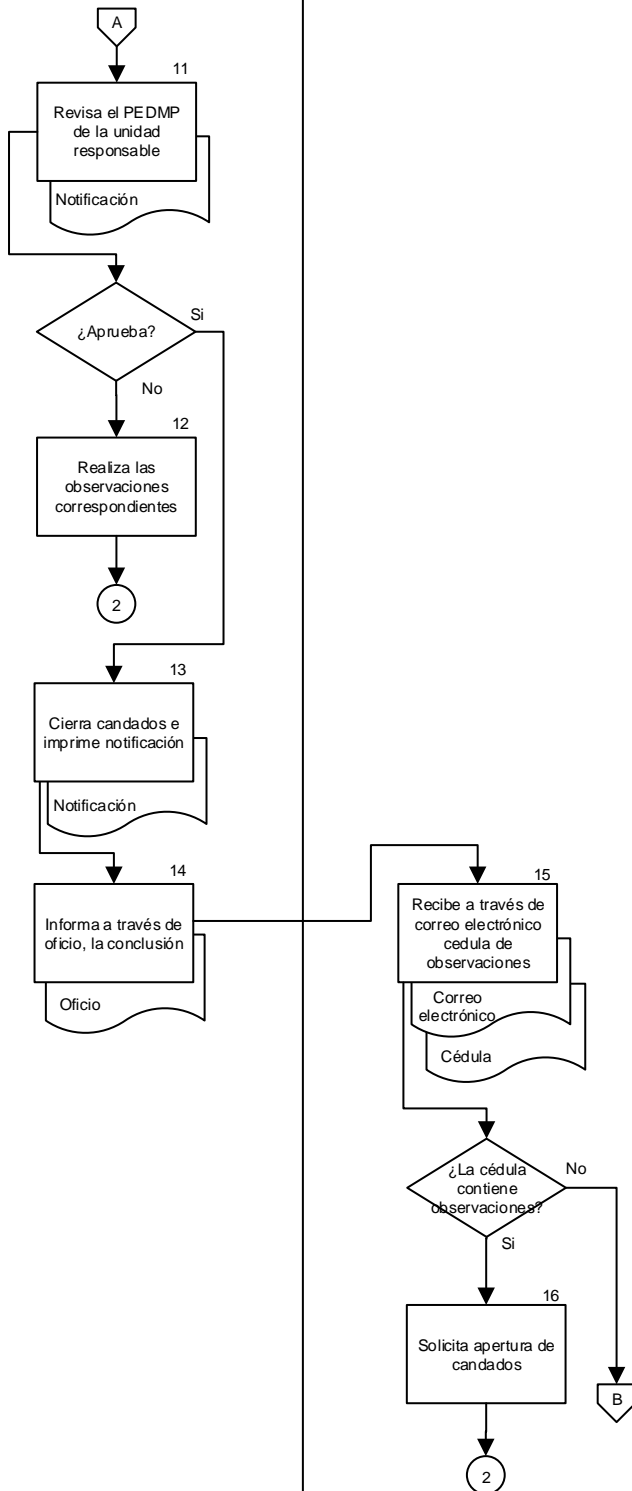 A
11
Revisa el PEDMP
de la unidad
responsable
Notificación
¿Aprueba?
Si
No
12
Realiza las
observaciones
correspondientes
2
13
Cierra candados e
imprime notificación
Notificación
14
Informa a través de
oficio, la conclusión
Oficio
15
Recibe a través de
correo electrónico
cedula de
observaciones
Correo
electrónico
Cédula
¿La cédula
contiene
observaciones?
No
Si
16
Solicita apertura de
candados
B
2